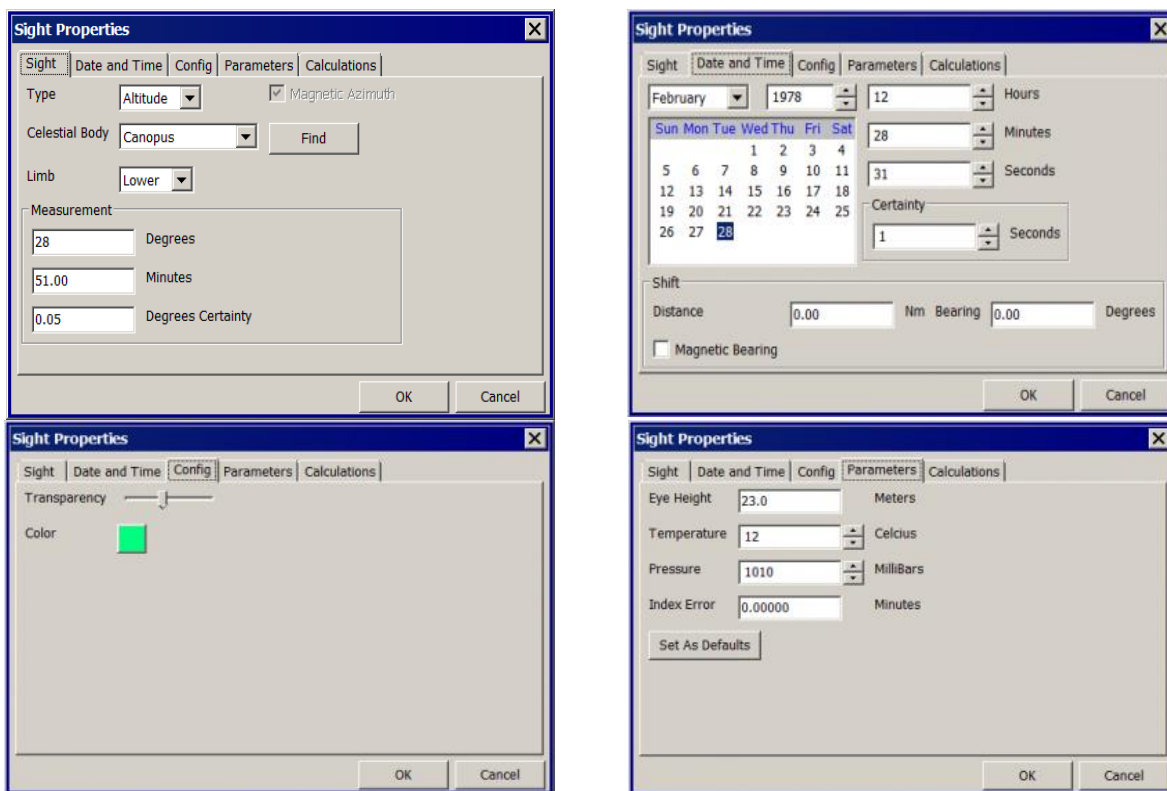 Sight Properties
Sight Date and Time Config Parameters Calculations
Type Altitude Magnetic Azimuth
Celestial Body Canopus Find
Limb Lower
Measurement
28 Degrees
51.00 Minutes
0.05 Degrees Certainty
OK Cancel
Sight Properties
Sight Date and Time Config Parameters Calculations
February 1978 12 Hours
Sun Mon Tue Wed Thu Fri Sat
28 Minutes
1 2 3 4
5 6 7 8 9 10 11
31 Seconds
12 13 14 15 16 17 18
19 20 21 22 23 24 25
Certainty
26 27 28
1 Seconds
Shift
Distance 0.00 Nm Bearing 0.00 Degrees
Magnetic Bearing
OK Cancel
Sight Properties
Sight Date and Time Config Parameters Calculations
Transparency
Color
OK Cancel
Sight Properties
Sight Date and Time Config Parameters Calculations
Eye Height 23.0 Meters
Temperature 12 Celcius
Pressure 1010 MilliBars
Index Error 0.00000 Minutes
Set As Defaults
OK Cancel